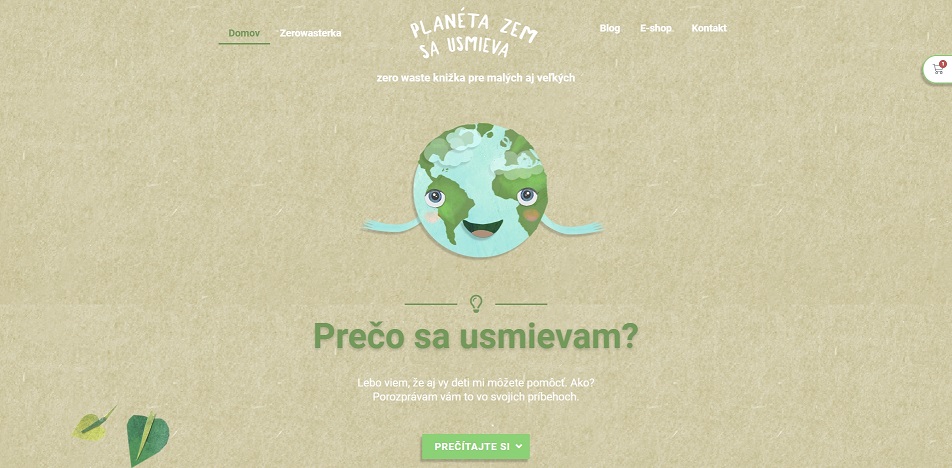 Domov
Zerowasterka
PLANÉTA ZEM
SA USMIEVA
Blog
E-shop
Kontakt
1
zero waste knižka pre malých aj veľkých
Prečo sa usmievam?
Lebo viem, že aj vy deti mi môžete pomôcť. Ako?
Porozprávam vám to vo svojich príbehoch.
PREČÍTAJTE SI